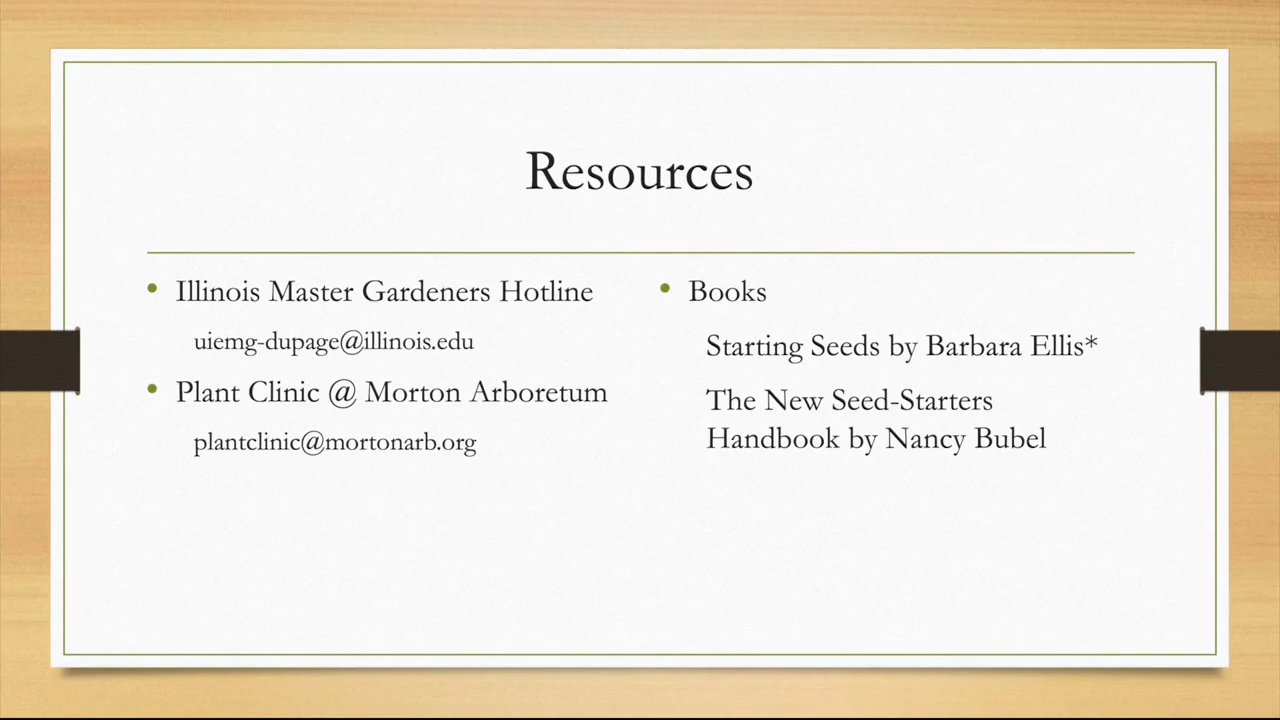 Resources
• Illinois Master Gardeners Hotline
uiemg-dupage@illinois.edu
• Plant Clinic @ Morton Arboretum
plantclinic@mortonarb.org
• Books
Starting Seeds by Barbara Ellis*
The New Seed-Starters
Handbook by Nancy Bubel